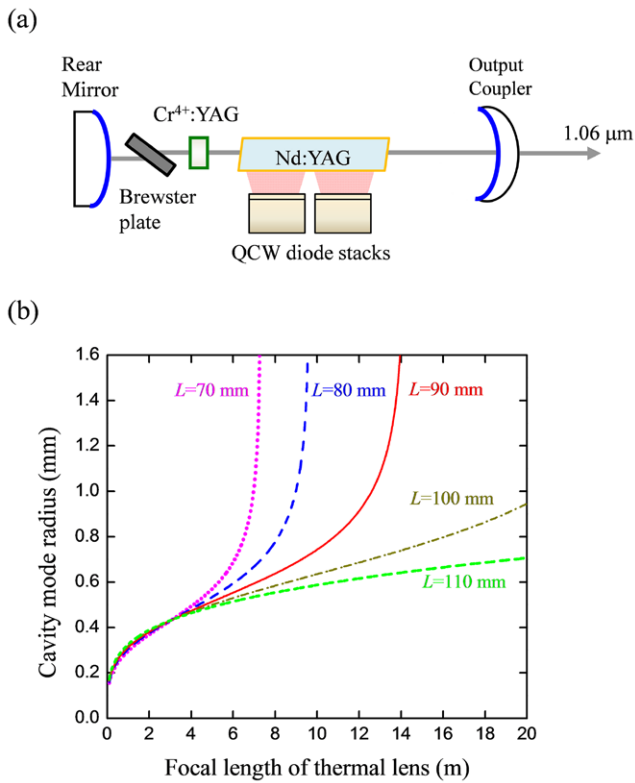 (a)
Rear
Mirror
Cr⁴⁺:YAG
Brewster
plate
Nd:YAG
QCW diode stacks
Output
Coupler
1.06 μm
(b)
Cavity mode radius (mm)
1.6
1.4
1.2
1.0
0.8
0.6
0.4
0.2
0.0
L=70 mm
L=80 mm
L=90 mm
L=100 mm
L=110 mm
0 2 4 6 8 10 12 14 16 18 20
Focal length of thermal lens (m)